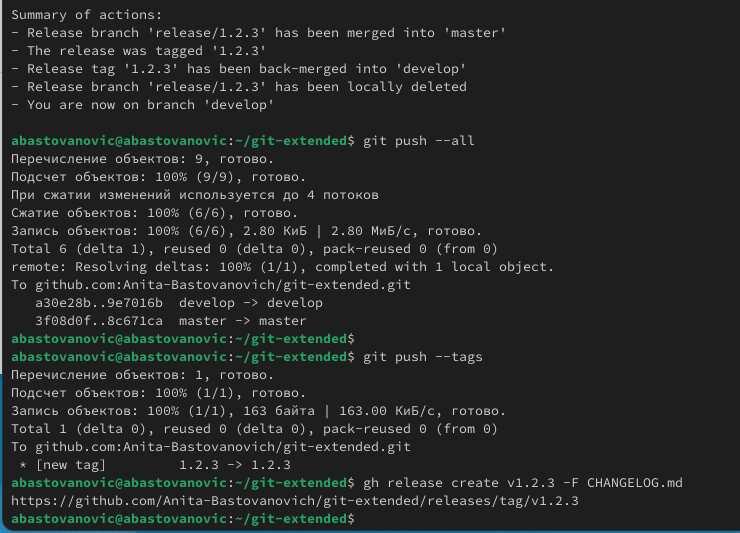 Summary of actions:
- Release branch 'release/1.2.3' has been merged into 'master'
- The release was tagged '1.2.3'
- Release tag '1.2.3' has been back-merged into 'develop'
- Release branch 'release/1.2.3' has been locally deleted
- You are now on branch 'develop'
abastovanovic@abastovanovic:~/git-extended$ git push --all
Перечисление объектов: 9, готово.
Подсчет объектов: 100% (9/9), готово.
При сжатии изменений используется до 4 потоков
Сжатие объектов: 100% (6/6), готово.
Запись объектов: 100% (6/6), 2.80 КиБ | 2.80 МиБ/с, готово.
Total 6 (delta 1), reused 0 (delta 0), pack-reused 0 (from 0)
remote: Resolving deltas: 100% (1/1), completed with 1 local object.
To github.com:Anita-Bastovanovich/git-extended.git
   a30e28b..9e7016b  develop -> develop
   3f08d0f..8c671ca  master -> master
abastovanovic@abastovanovic:~/git-extended$
abastovanovic@abastovanovic:~/git-extended$ git push --tags
Перечисление объектов: 1, готово.
Подсчет объектов: 100% (1/1), готово.
Запись объектов: 100% (1/1), 163 байта | 163.00 КиБ/с, готово.
Total 1 (delta 0), reused 0 (delta 0), pack-reused 0 (from 0)
To github.com:Anita-Bastovanovich/git-extended.git
 * [new tag]         1.2.3 -> 1.2.3
abastovanovic@abastovanovic:~/git-extended$ gh release create v1.2.3 -F CHANGELOG.md
https://github.com/Anita-Bastovanovich/git-extended/releases/tag/v1.2.3
abastovanovic@abastovanovic:~/git-extended$